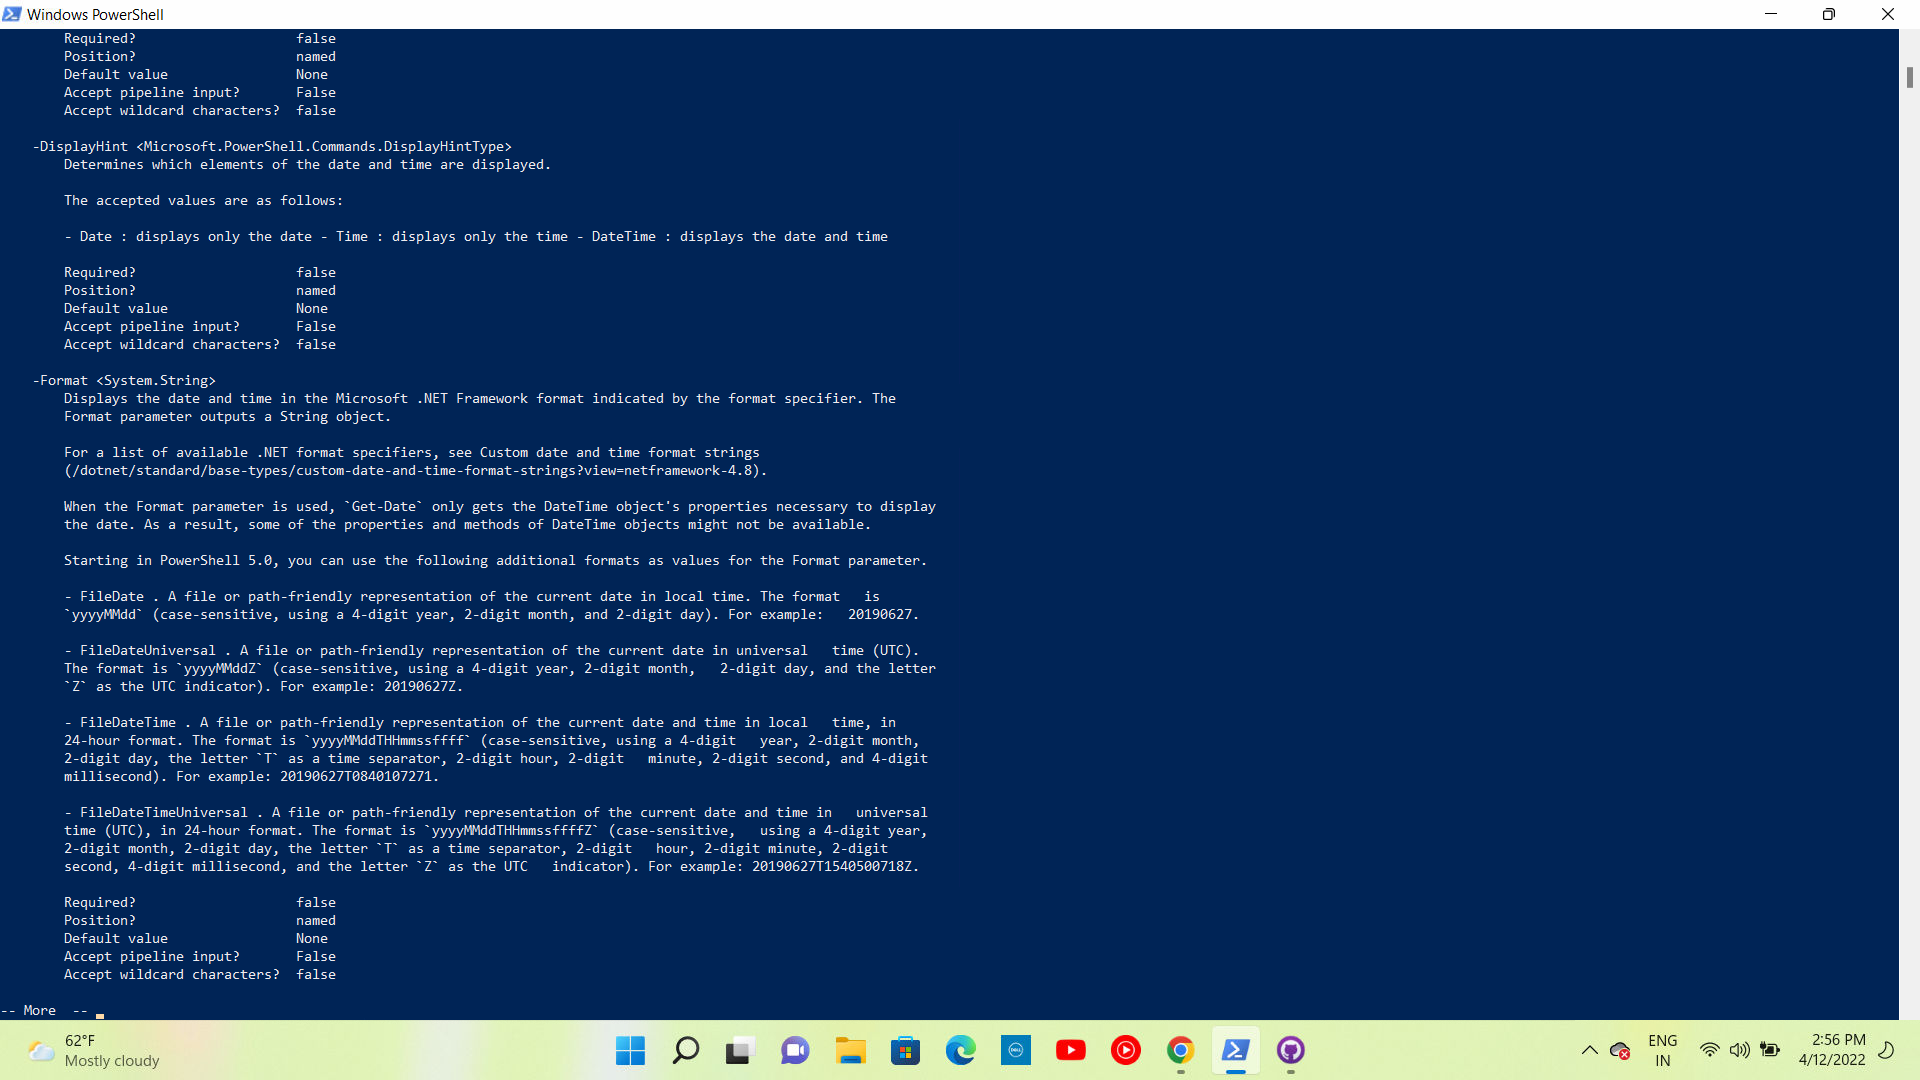 Windows PowerShell
Required? false
Position? named
Default value None
Accept pipeline input? False
Accept wildcard characters? false
-DisplayHint <Microsoft.PowerShell.Commands.DisplayHintType>
Determines which elements of the date and time are displayed.
The accepted values are as follows:
- Date : displays only the date - Time : displays only the time - DateTime : displays the date and time
Required? false
Position? named
Default value None
Accept pipeline input? False
Accept wildcard characters? false
-Format <System.String>
Displays the date and time in the Microsoft .NET Framework format indicated by the format specifier. The
Format parameter outputs a String object.
For a list of available .NET format specifiers, see Custom date and time format strings
(/dotnet/standard/base-types/custom-date-and-time-format-strings?view=netframework-4.8).
When the Format parameter is used, `Get-Date` only gets the DateTime object's properties necessary to display
the date. As a result, some of the properties and methods of DateTime objects might not be available.
Starting in PowerShell 5.0, you can use the following additional formats as values for the Format parameter.
- FileDate . A file or path-friendly representation of the current date in local time. The format   is
`yyyyMMdd` (case-sensitive, using a 4-digit year, 2-digit month, and 2-digit day). For example:   20190627.
- FileDateUniversal . A file or path-friendly representation of the current date in universal   time (UTC).
The format is `yyyyMMddZ` (case-sensitive, using a 4-digit year, 2-digit month,   2-digit day, and the letter
`Z` as the UTC indicator). For example: 20190627Z.
- FileDateTime . A file or path-friendly representation of the current date and time in local   time, in
24-hour format. The format is `yyyyMMddTHHmmssffff` (case-sensitive, using a 4-digit   year, 2-digit month,
2-digit day, the letter `T` as a time separator, 2-digit hour, 2-digit   minute, 2-digit second, and 4-digit
millisecond). For example: 20190627T0840107271.
- FileDateTimeUniversal . A file or path-friendly representation of the current date and time in   universal
time (UTC), in 24-hour format. The format is `yyyyMMddTHHmmssffffZ` (case-sensitive,   using a 4-digit year,
2-digit month, 2-digit day, the letter `T` as a time separator, 2-digit   hour, 2-digit minute, 2-digit
second, 4-digit millisecond, and the letter `Z` as the UTC   indicator). For example: 20190627T1540500718Z.
Required? false
Position? named
Default value None
Accept pipeline input? False
Accept wildcard characters? false
-- More  --
62°F
Mostly cloudy
DELL
ENG
IN
2:56 PM
4/12/2022